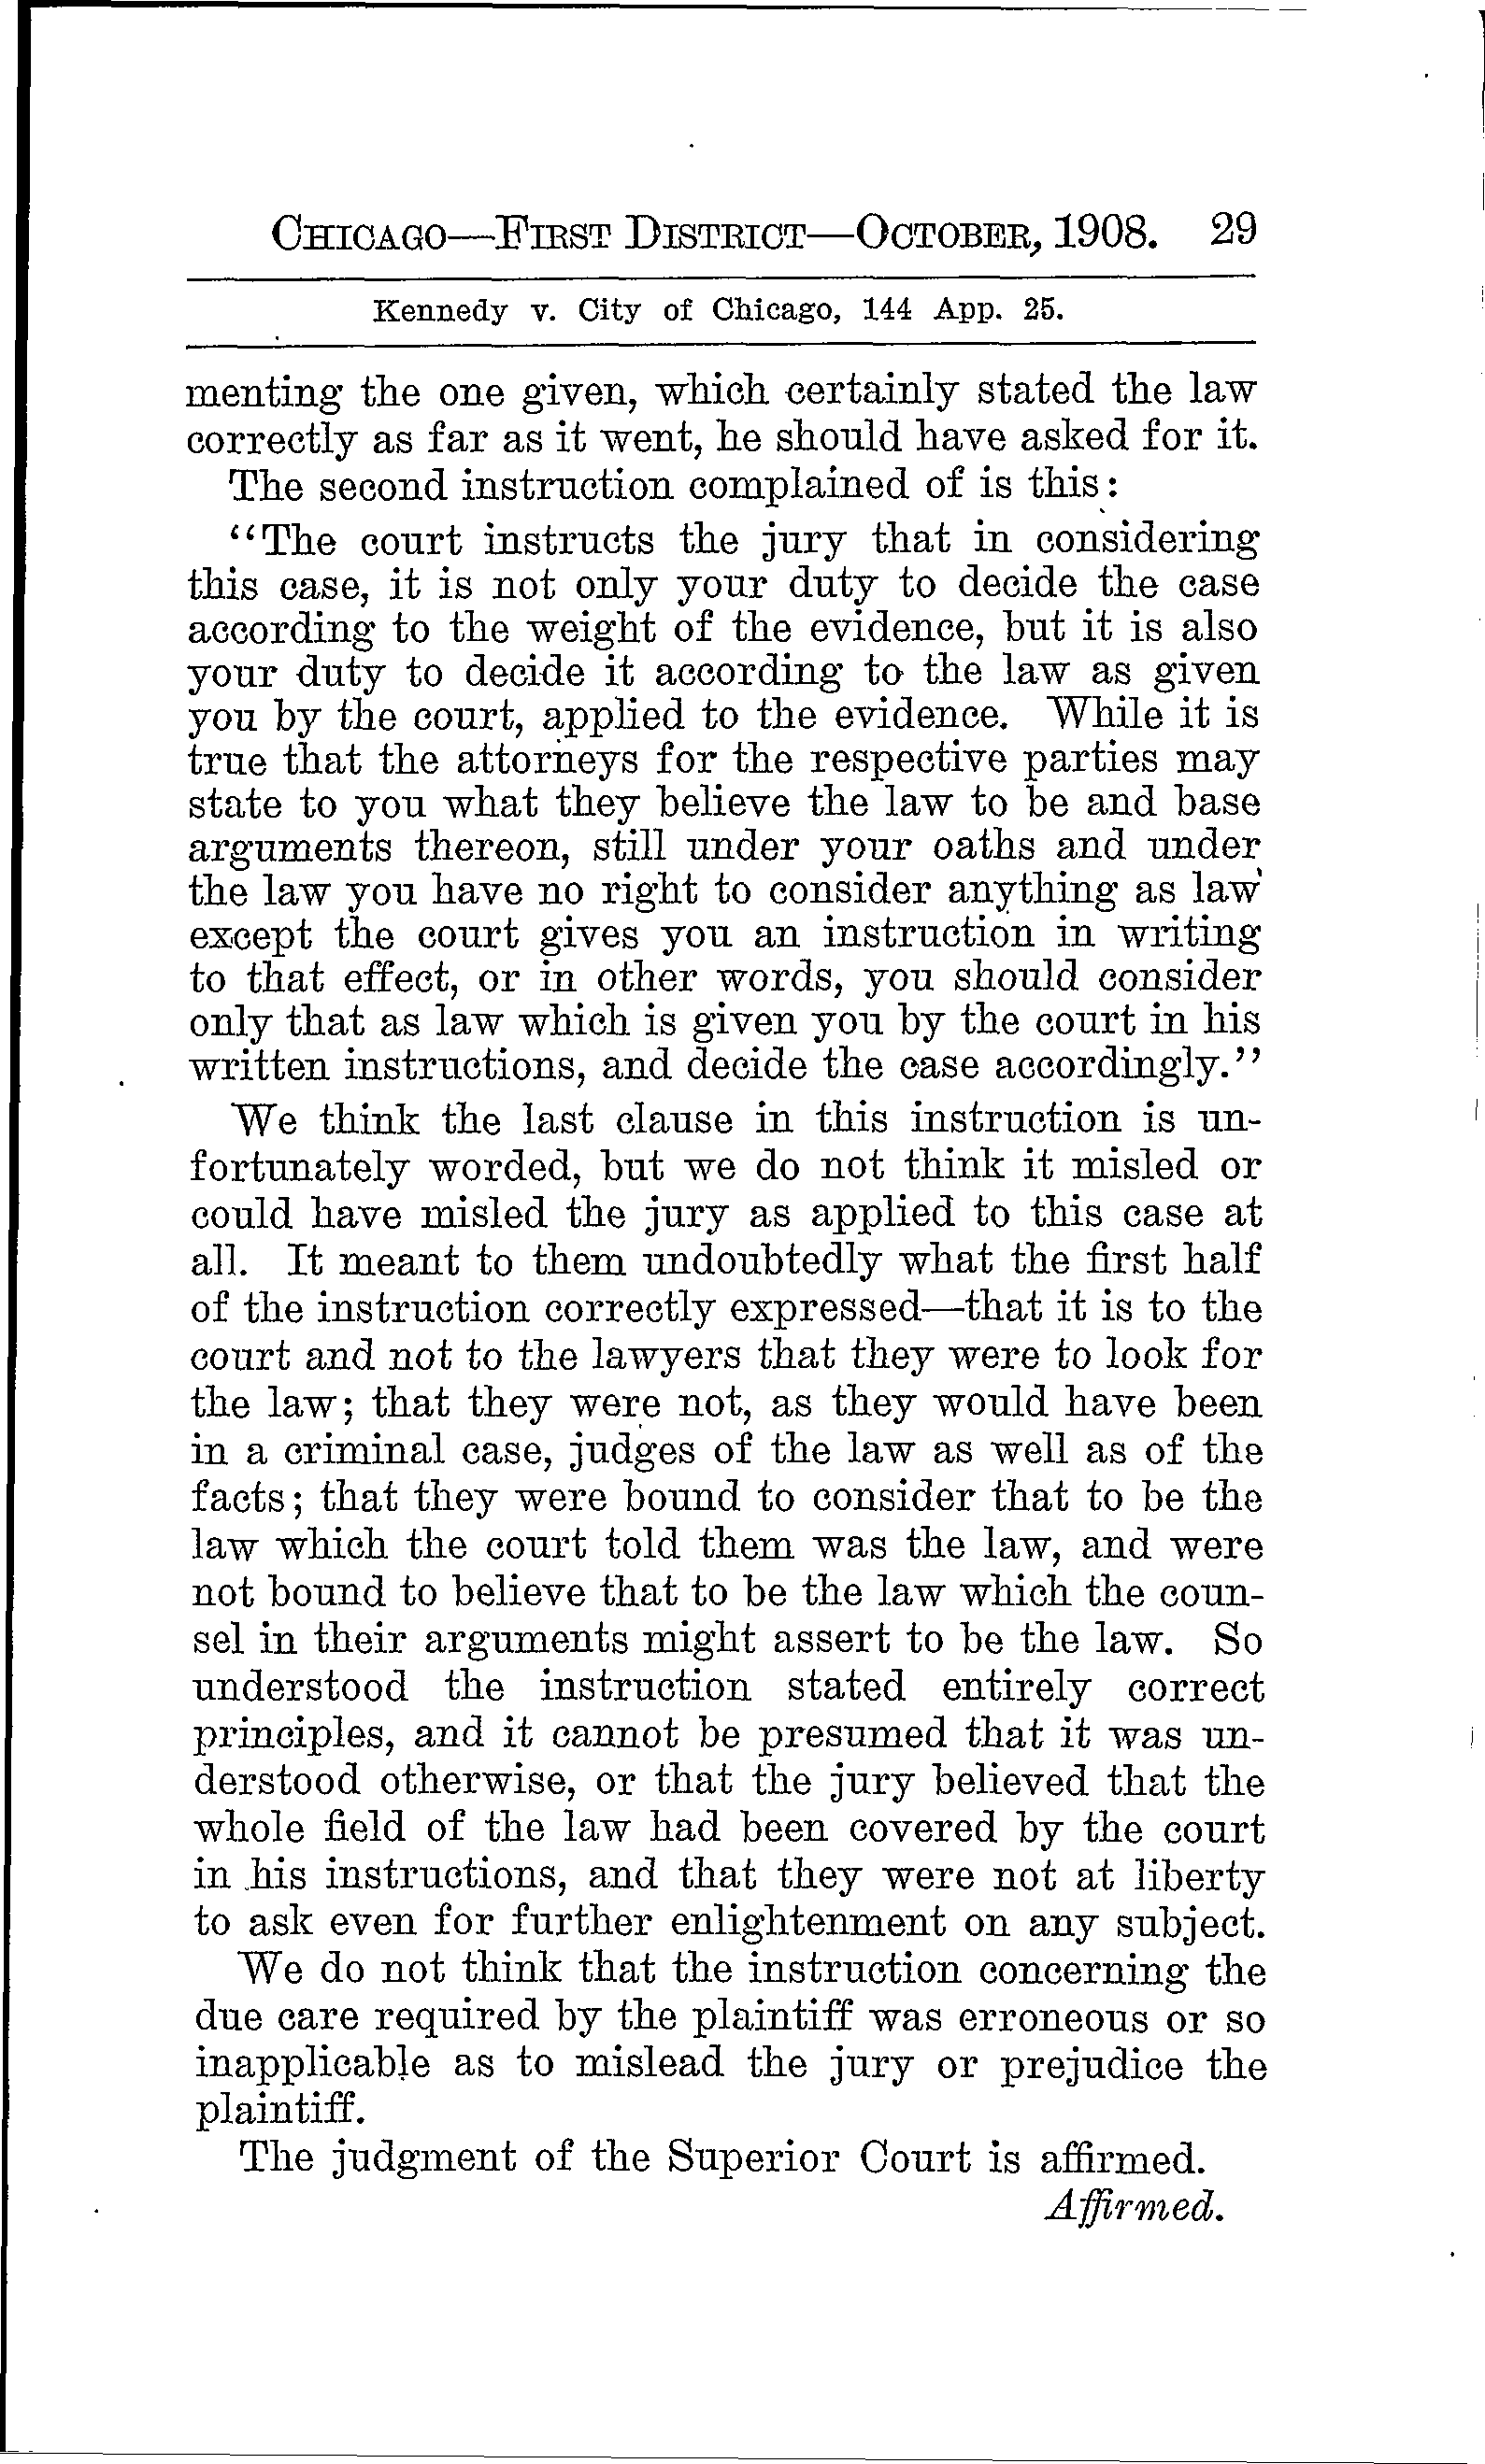 CHICAGO—FIRST DISTRICT—OCTOBER, 1908. 29
Kennedy v. City of Chicago, 144 App. 25.
menting the one given, which certainly stated the law
correctly as far as it went, he should have asked for it.
The second instruction complained of is this:
"The court instructs the jury that in considering
this case, it is not only your duty to decide the case
according to the weight of the evidence, but it is also
your duty to decide it according to the law as given
you by the court, applied to the evidence. While it is
true that the attorneys for the respective parties may
state to you what they believe the law to be and base
arguments thereon, still under your oaths and under
the law you have no right to consider anything as law
except the court gives you an instruction in writing
to that effect, or in other words, you should consider
only that as law which is given you by the court in his
written instructions, and decide the case accordingly."
We think the last clause in this instruction is un-
fortunately worded, but we do not think it misled or
could have misled the jury as applied to this case at
all. It meant to them undoubtedly what the first half
of the instruction correctly expressed—that it is to the
court and not to the lawyers that they were to look for
the law; that they were not, as they would have been
in a criminal case, judges of the law as well as of the
facts; that they were bound to consider that to be the
law which the court told them was the law, and were
not bound to believe that to be the law which the coun-
sel in their arguments might assert to be the law. So
understood the instruction stated entirely correct
principles, and it cannot be presumed that it was un-
derstood otherwise, or that the jury believed that the
whole field of the law had been covered by the court
in his instructions, and that they were not at liberty
to ask even for further enlightenment on any subject.
We do not think that the instruction concerning the
due care required by the plaintiff was erroneous or so
inapplicable as to mislead the jury or prejudice the
plaintiff.
The judgment of the Superior Court is affirmed.
Affirmed.